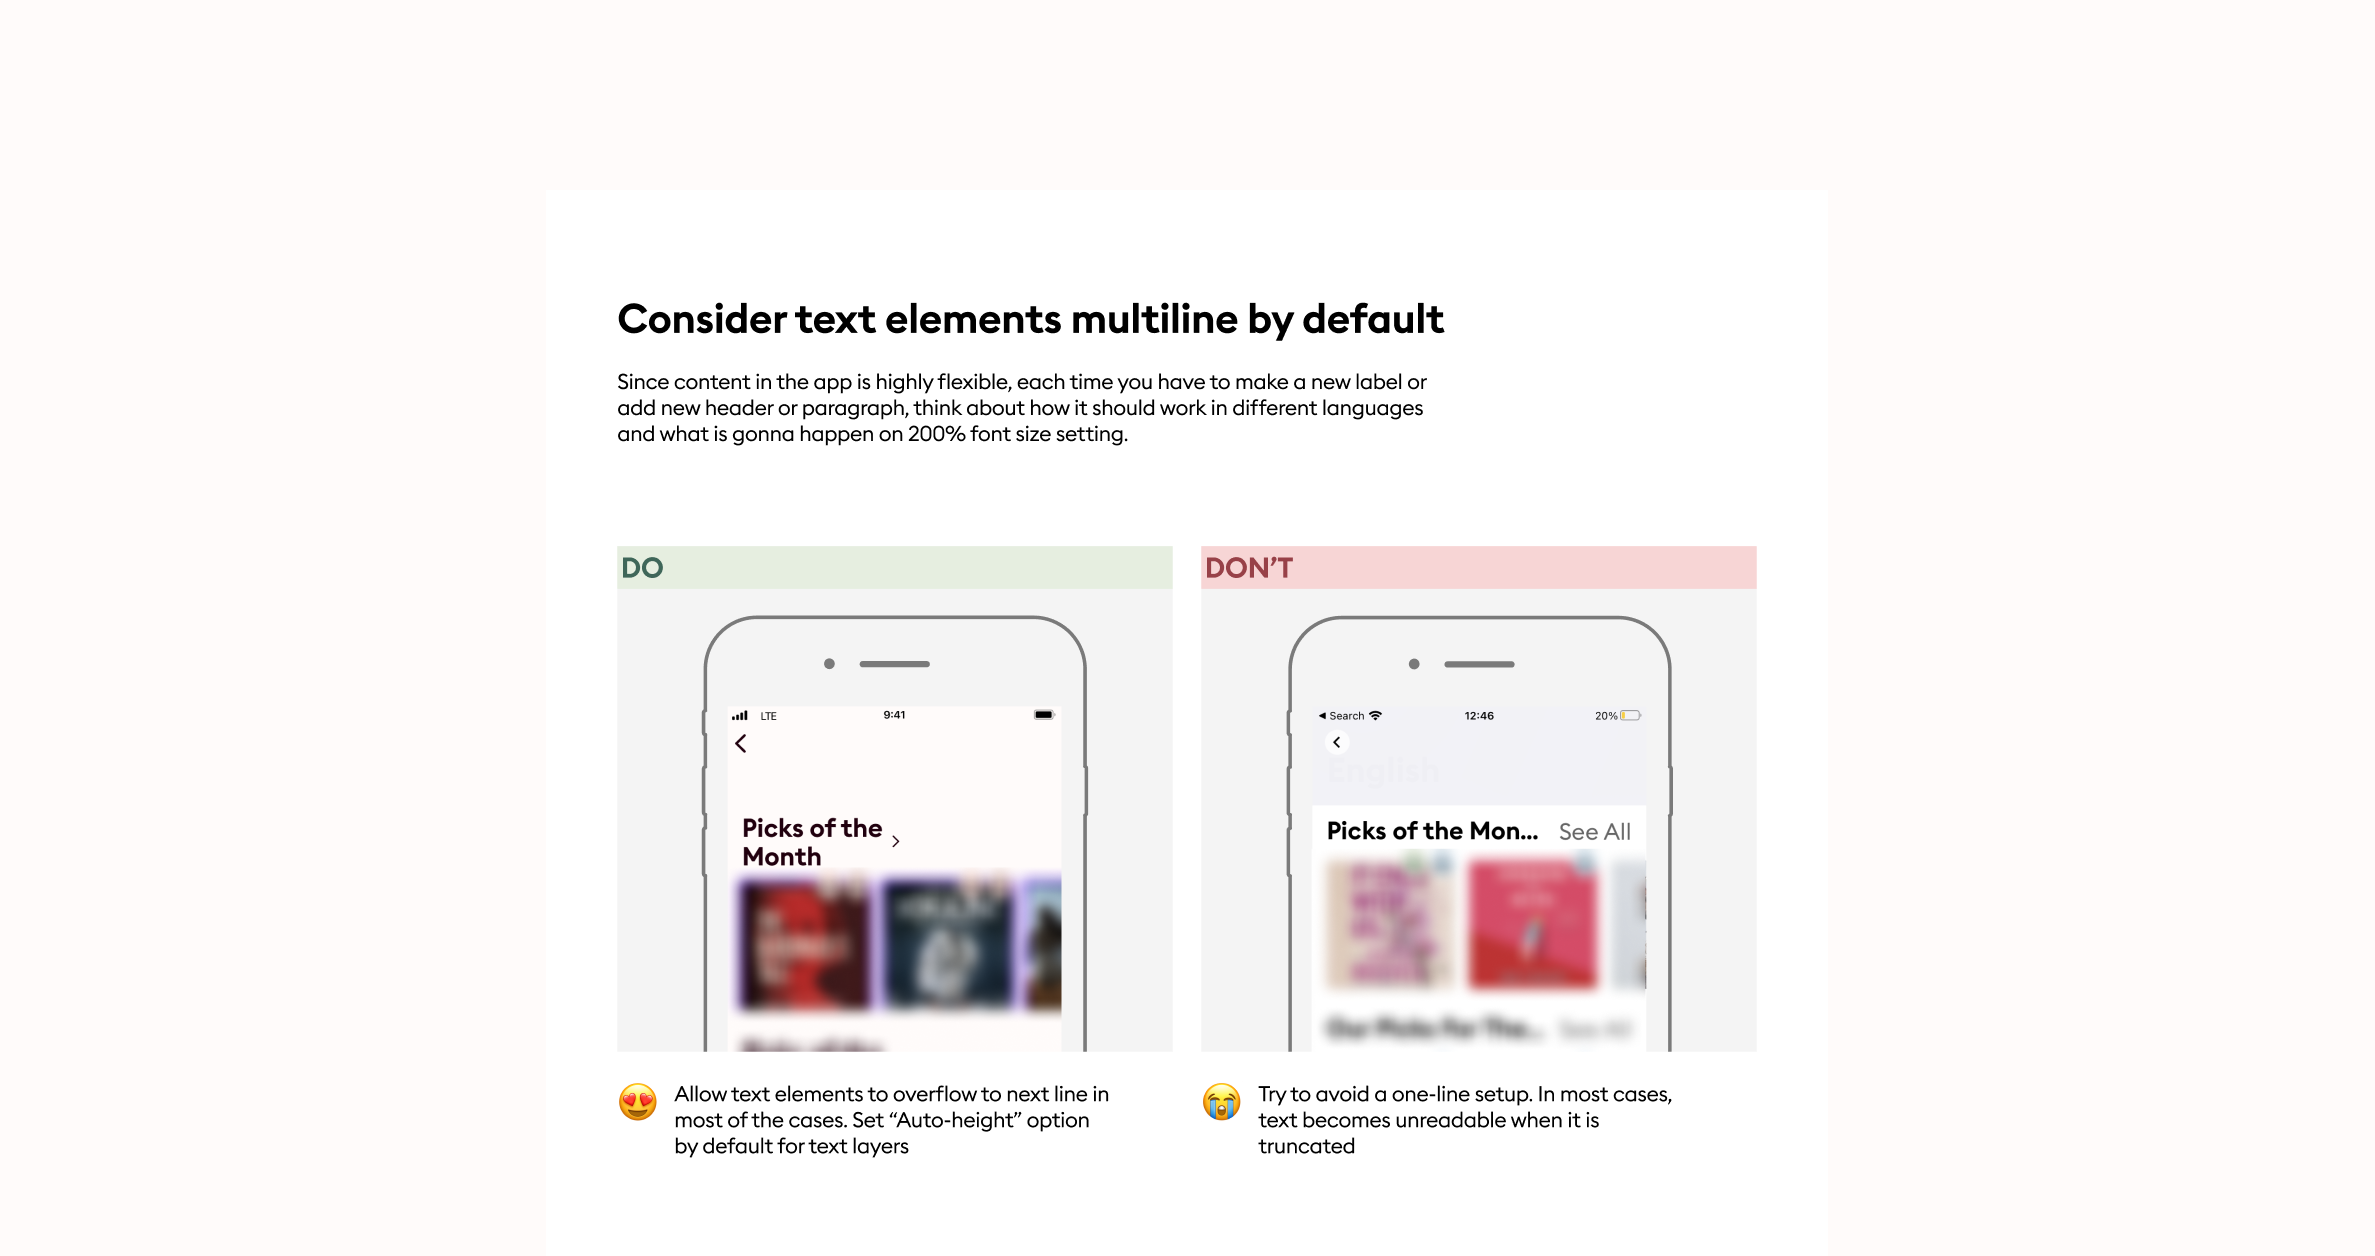 Consider text elements multiline by default
Since content in the app is highly flexible, each time you have to make a new label or
add new header or paragraph, think about how it should work in different languages
and what is gonna happen on 200% font size setting.
DO
LTE
9:41
Picks of the
Month
Allow text elements to overflow to next line in
most of the cases. Set “Auto-height” option
by default for text layers
DON’T
Search
12:46
20%
English
Picks of the Mon...
See All
Our Picks For The...
See All
Try to avoid a one-line setup. In most cases,
text becomes unreadable when it is
truncated